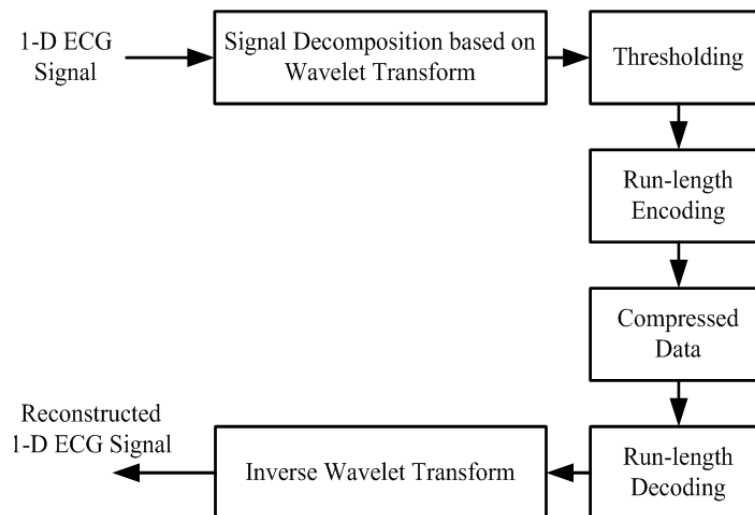 1-D ECG
Signal
Signal Decomposition based on
Wavelet Transform
Thresholding
Run-length
Encoding
Compressed
Data
Run-length
Decoding
Inverse Wavelet Transform
Reconstructed
1-D ECG Signal